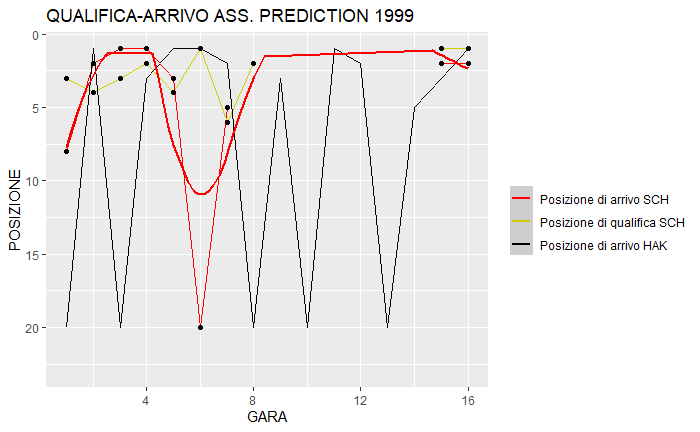 QUALIFICA-ARRIVO ASS. PREDICTION 1999
0
5
10
15
20
POSIZIONE
4
8
12
16
GARA
Posizione di arrivo SCH
Posizione di qualifica SCH
Posizione di arrivo HAK